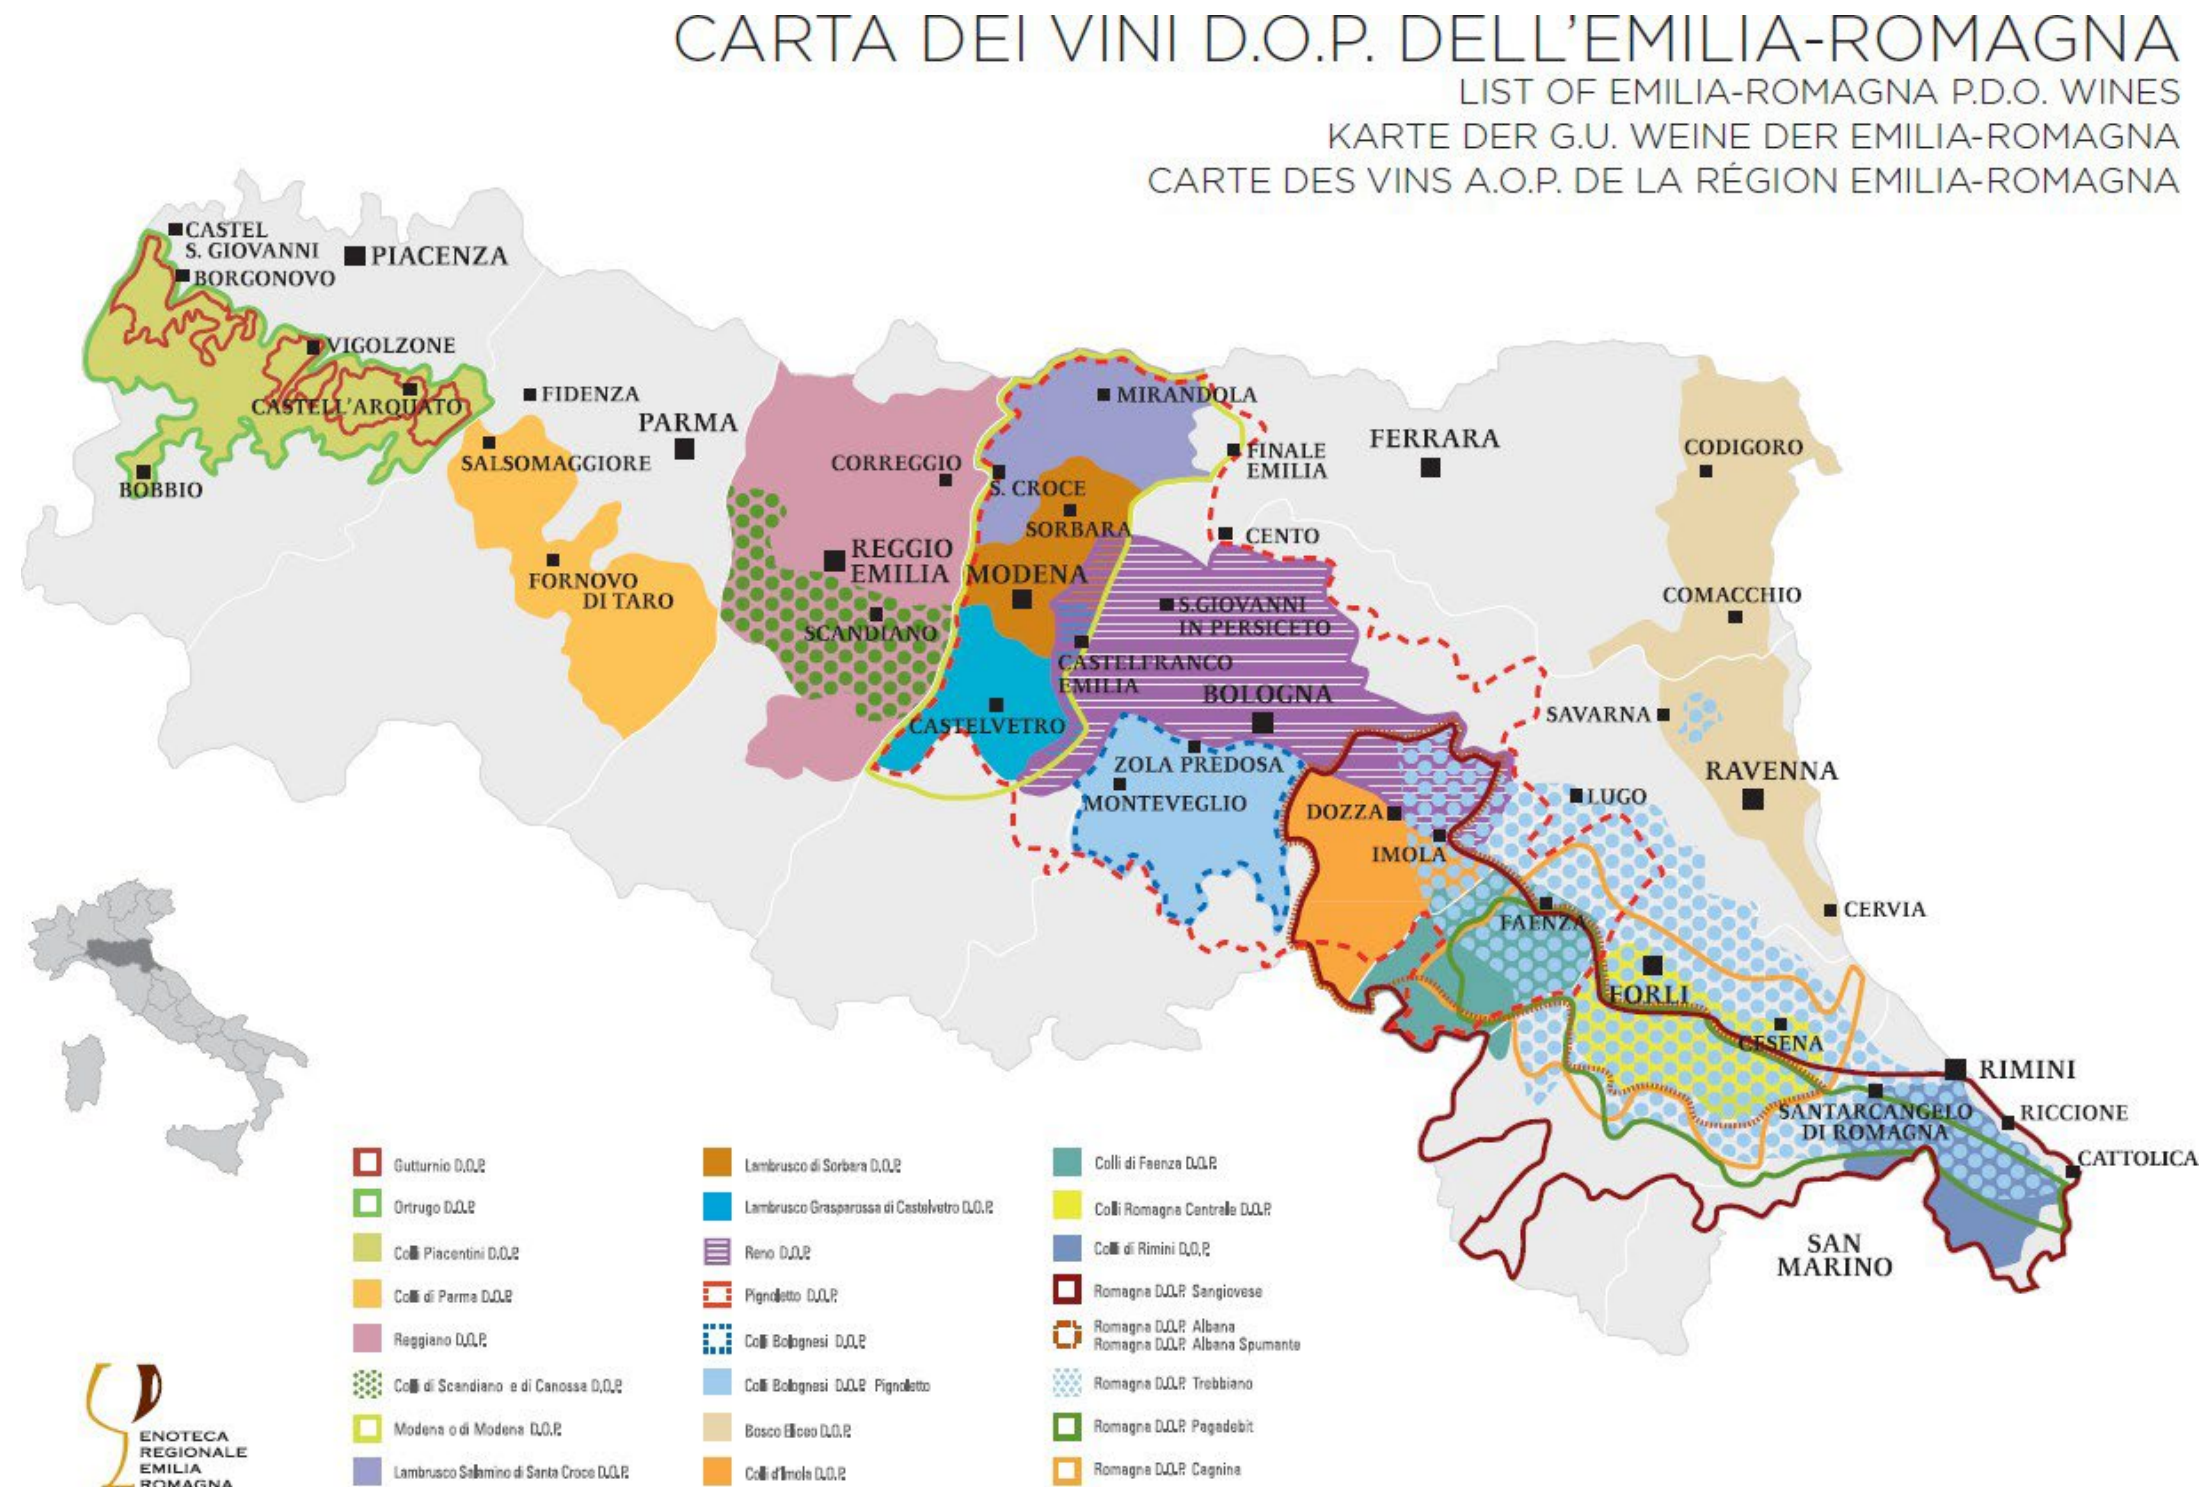 CARTA DEI VINI D.O.P. DELL'EMILIA-ROMAGNA
LIST OF EMILIA-ROMAGNA P.D.O. WINES
KARTE DER G.U. WEINE DER EMILIA-ROMAGNA
CARTE DES VINS A.O.P. DE LA RÉGION EMILIA-ROMAGNA
CASTEL
S. GIOVANNI
PIACENZA
BORGONOVO
VIGOLZONE
CASTELL'ARQUATO
BOBBIO
FIDENZA
PARMA
SALSOMAGGIORE
FORNOVO
DI TARO
CORREGGIO
REGGIO
EMILIA
SCANDIANO
MIRANDOLA
S. CROCE
SORBARA
MODENA
FINALE
EMILIA
CENTO
FERRARA
CODIGORO
COMACCHIO
S.GIOVANNI
IN PERSICETO
CASTELFRANCO
EMILIA
BOLOGNA
CASTELVETRO
ZOLA PREDOSA
MONTEVEGLIO
SAVARNA
RAVENNA
DOZZA
LUGO
IMOLA
CERVIA
FAENZA
FORLI
CESENA
RIMINI
SANTARCANGELO
DI ROMAGNA
RICCIONE
CATTOLICA
SAN
MARINO
Gutturnio D.O.P.
Ortrugo D.O.P.
Colli Piacentini D.O.P.
Colli di Parma D.O.P.
Reggiano D.O.P.
Colli di Scandiano e di Canossa D.O.P.
Modena o di Modena D.O.P.
Lambrusco Salamino di Santa Croce D.O.P.
Lambrusco di Sorbara D.O.P.
Lambrusco Grasparossa di Castelvetro D.O.P.
Reno D.O.P.
Pignoletto D.O.P.
Colli Bolognesi D.O.P.
Colli Bolognesi D.O.P. Pignoletto
Bosco Eliceo D.O.P.
Colli d'Imola D.O.P.
Colli di Faenza D.O.P.
Colli Romagna Centrale D.O.P.
Colli di Rimini D.O.P.
Romagna D.O.P. Sangiovese
Romagna D.O.P. Albana
Romagna D.O.P. Albana Spumante
Romagna D.O.P. Trebbiano
Romagna D.O.P. Pagadebit
Romagna D.O.P. Cagnina
ENOTECA
REGIONALE
EMILIA
ROMAGNA